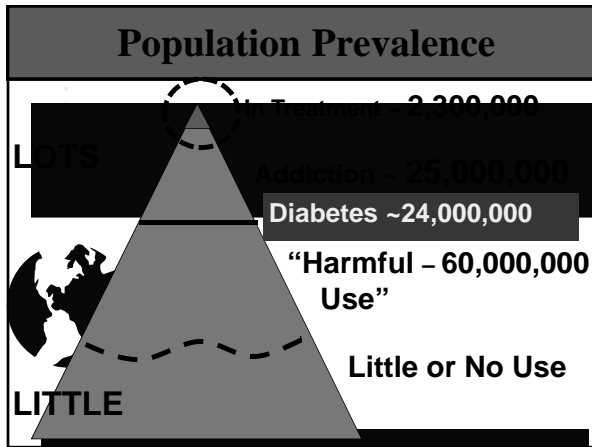 Population Prevalence
In Treatment ~ 2,300,000
LOTS
Addiction ~ 25,000,000
Diabetes ~24,000,000
“Harmful – 60,000,000
Use”
Little or No Use
LITTLE